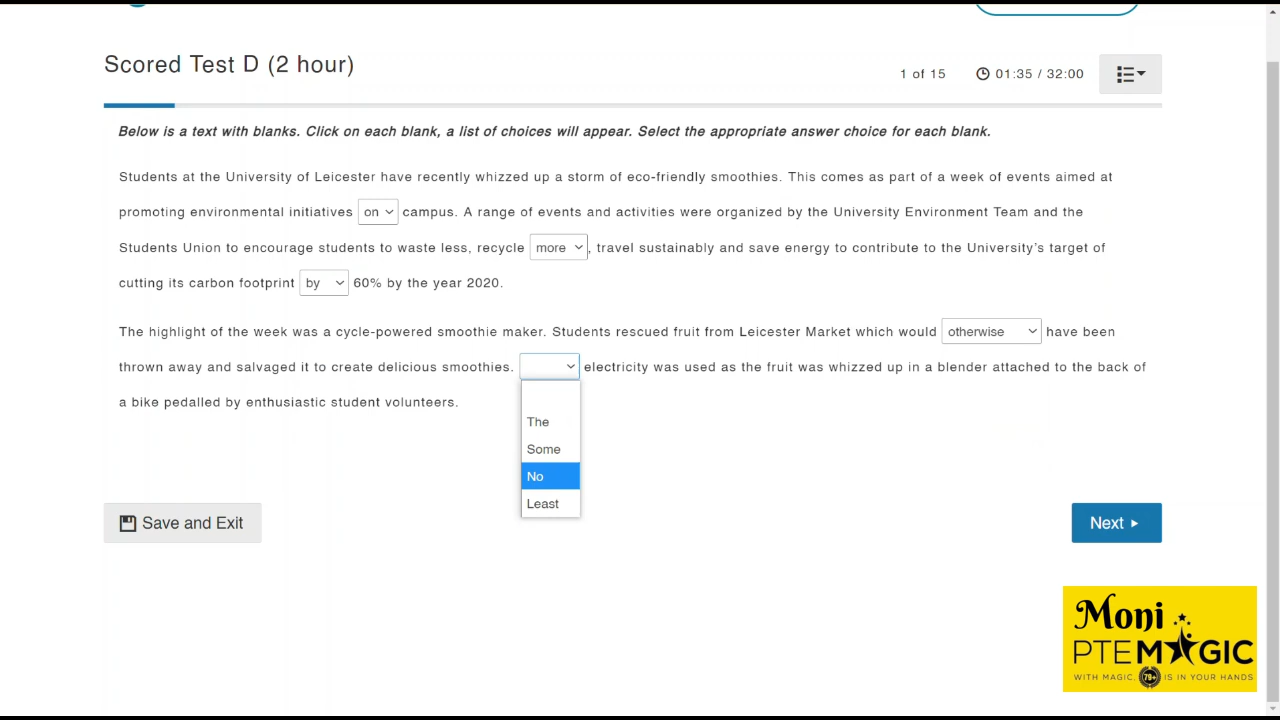 Scored Test D (2 hour)
1 of 15 01:35 / 32:00
Below is a text with blanks. Click on each blank, a list of choices will appear. Select the appropriate answer choice for each blank.
Students at the University of Leicester have recently whizzed up a storm of eco-friendly smoothies. This comes as part of a week of events aimed at
promoting environmental initiatives on campus. A range of events and activities were organized by the University Environment Team and the
Students Union to encourage students to waste less, recycle more , travel sustainably and save energy to contribute to the University's target of
cutting its carbon footprint by 60% by the year 2020.
The highlight of the week was a cycle-powered smoothie maker. Students rescued fruit from Leicester Market which would otherwise have been
thrown away and salvaged it to create delicious smoothies. electricity was used as the fruit was whizzed up in a blender attached to the back of
a bike pedalled by enthusiastic student volunteers.
The
Some
No
Least
Save and Exit
Next
Moni
PTEMAGIC
WITH MAGIC, 79+ IS IN YOUR HANDS